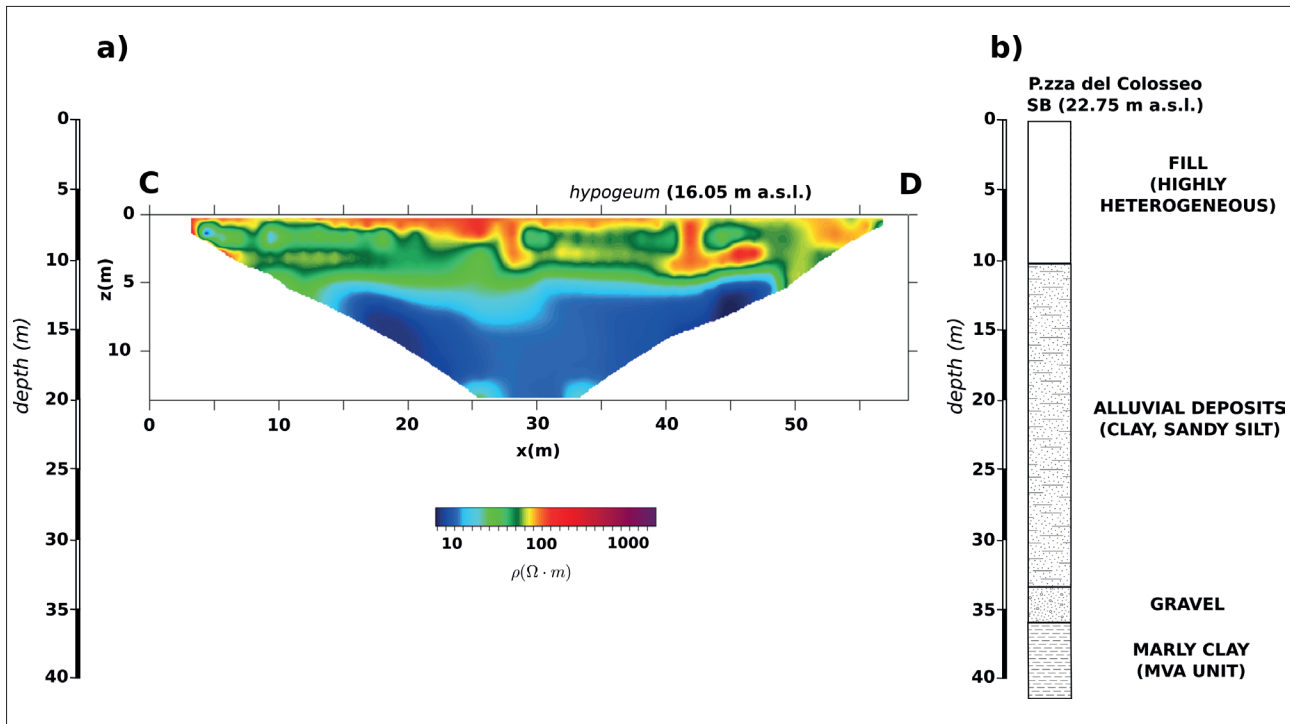 a)
b)
P.zza del Colosseo
SB (22.75 m a.s.l.)
0
5
10
15
20
25
30
35
40
depth (m)
C
hypogeum (16.05 m a.s.l.)
D
0
5
10
z(m)
0
10
20
30
40
50
x(m)
10
100
1000
ρ(Ω · m)
0
5
10
15
20
25
30
35
40
depth (m)
FILL
(HIGHLY
HETEROGENEOUS)
ALLUVIAL DEPOSITS
(CLAY, SANDY SILT)
GRAVEL
MARLY CLAY
(MVA UNIT)